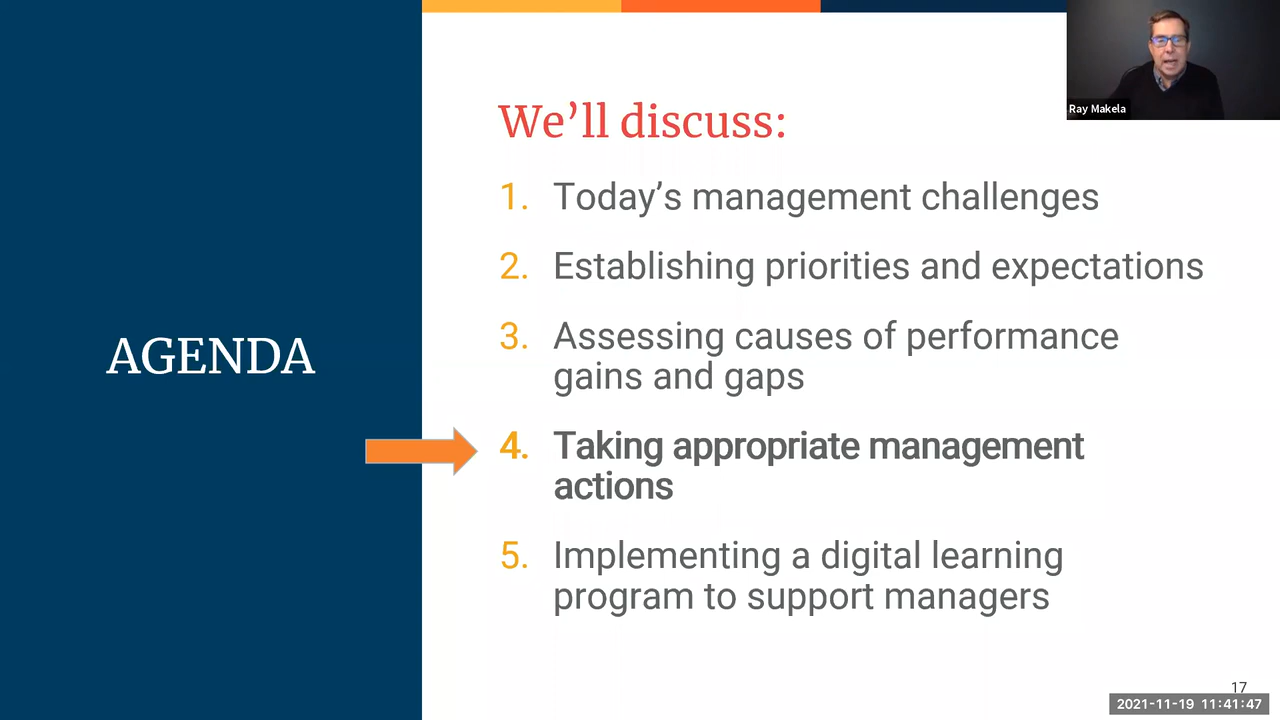 Ray Makela
We’ll discuss:
1. Today’s management challenges
2. Establishing priorities and expectations
3. Assessing causes of performance
gains and gaps
AGENDA
4. Taking appropriate management
actions
5. Implementing a digital learning
program to support managers
17
2021-11-19 11:41:47